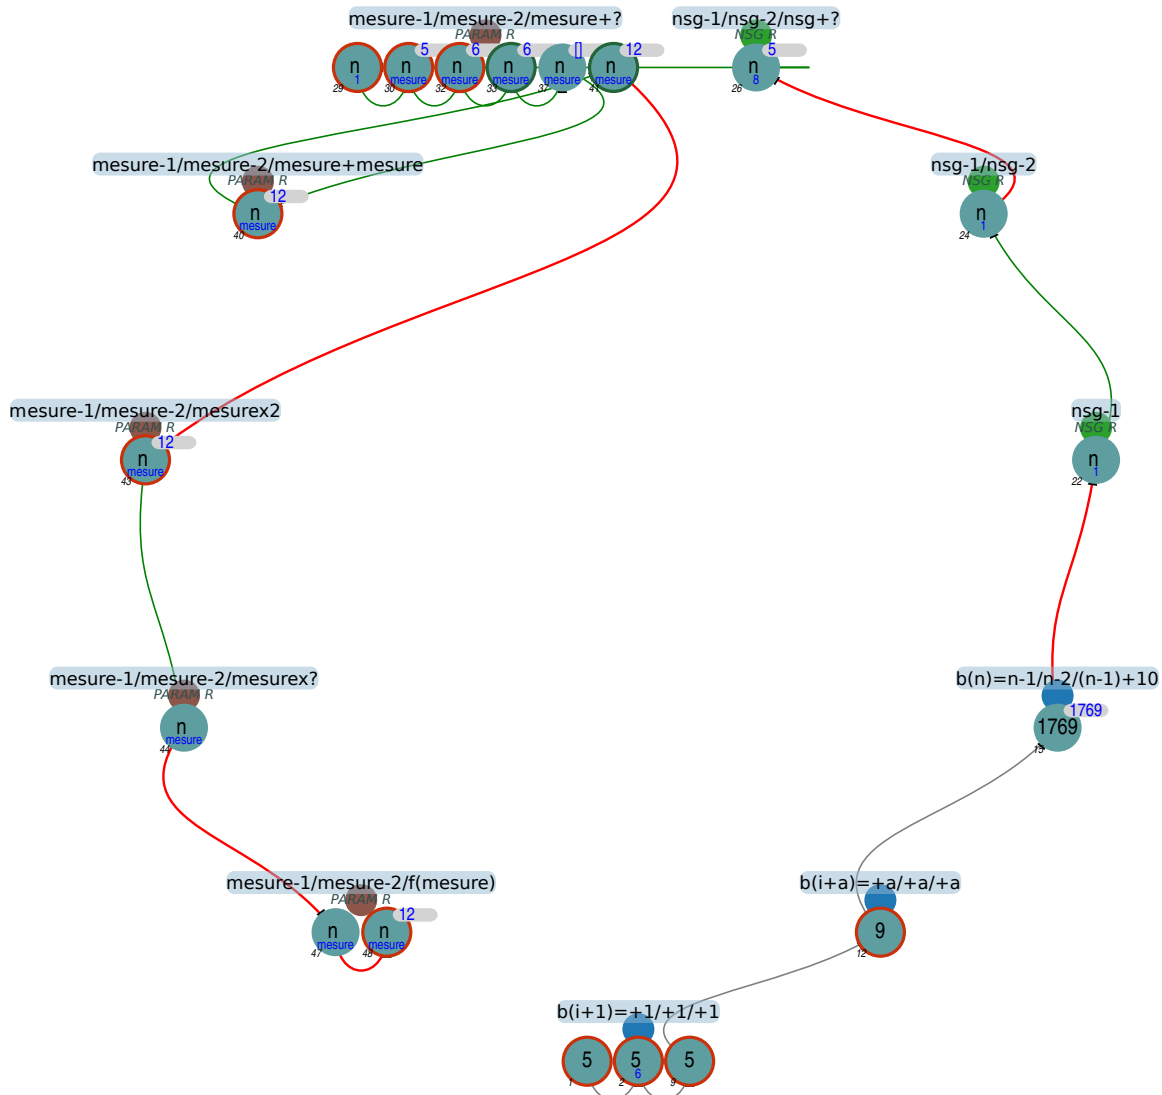 mesure-1/mesure-2/mesure+? nsg-1/nsg-2/nsg+?
PARAM R NSG R
5 6 6 [] 12 5
n n n n n n n
1 mesure mesure mesure mesure mesure 8
29 30 32 33 37 41 26
mesure-1/mesure-2/mesure+mesure nsg-1/nsg-2
PARAM R NSG R
12
n n
mesure 1
40 24
mesure-1/mesure-2/mesurex2 nsg-1
PARAM R NSG R
12
n n
mesure 1
43 22
mesure-1/mesure-2/mesurex? b(n)=n-1/n-2/(n-1)+10
PARAM R
1769
n 1769
mesure
44
mesure-1/mesure-2/f(mesure) b(i+a)=+a/+a/+a
PARAM R
12
n n 9
mesure mesure
47 48 12
b(i+1)=+1/+1/+1
5 5 5
6
1 2 9